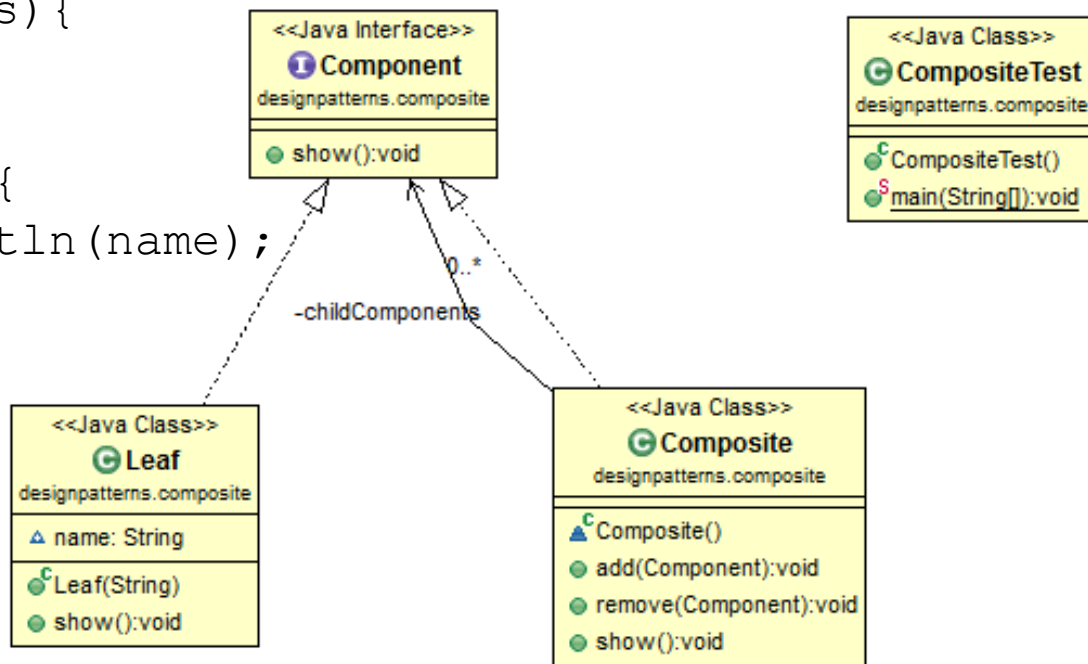 s){
{
tln(name);
<<Java Interface>>
Component
designpatterns.composite
show():void
<<Java Class>>
CompositeTest
designpatterns.composite
CompositeTest()
main(String[]):void
0..*
-childComponents
<<Java Class>>
Leaf
designpatterns.composite
name: String
Leaf(String)
show():void
<<Java Class>>
Composite
designpatterns.composite
Composite()
add(Component):void
remove(Component):void
show():void